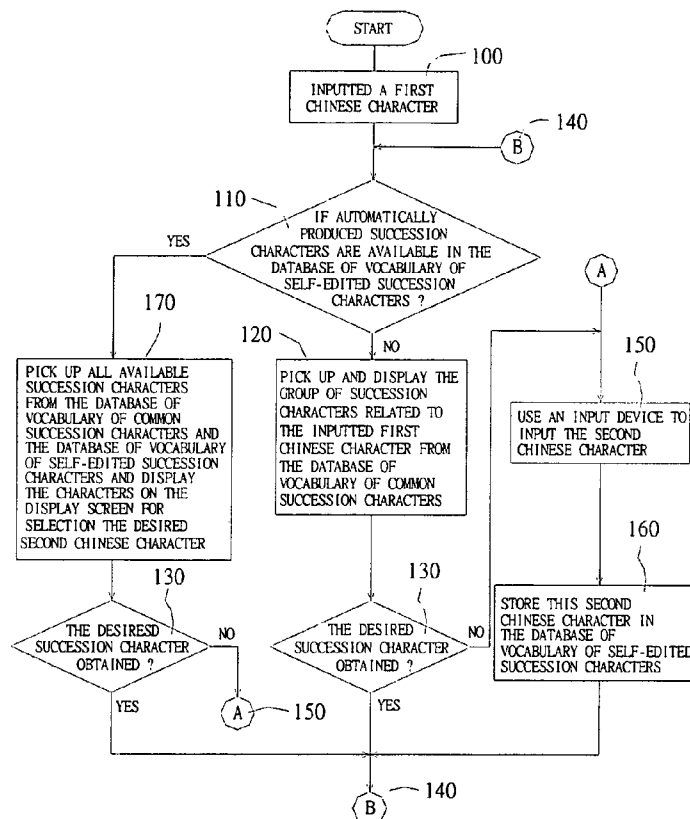 START
100
INPUTTED A FIRST
CHINESE CHARACTER
140
B
110
IF AUTOMATICALLY
PRODUCED SUCCESSION
CHARACTERS ARE AVAILABLE IN THE
DATABASE OF VOCABULARY OF
SELF-EDITED SUCCESSION
CHARACTERS ?
YES
NO
A
170
PICK UP ALL AVAILABLE
SUCCESSION CHARACTERS
FROM THE DATABASE OF
VOCABULARY OF COMMON
SUCCESSION CHARACTERS AND
THE DATABASE OF VOCABULARY
OF SELF-EDITED SUCCESSION
CHARACTERS AND DISPLAY
THE CHARACTERS ON THE
DISPLAY SCREEN FOR
SELECTION THE DESIRED
SECOND CHINESE CHARACTER
120
PICK UP AND DISPLAY THE
GROUP OF SUCCESSION
CHARACTERS RELATED TO
THE INPUTTED FIRST
CHINESE CHARACTER FROM
THE DATABASE OF
VOCABULARY OF COMMON
SUCCESSION CHARACTERS
150
USE AN INPUT DEVICE TO
INPUT THE SECOND
CHINESE CHARACTER
160
STORE THIS SECOND
CHINESE CHARACTER IN
THE DATABASE OF
VOCABULARY OF SELF-EDITED
SUCCESSION CHARACTERS
130
THE DESIRESD
SUCCESSION CHARACTER
OBTAINED ?
NO
YES
A
150
130
THE DESIRED
SUCCESSION CHARACTER
OBTAINED ?
NO
YES
B
140